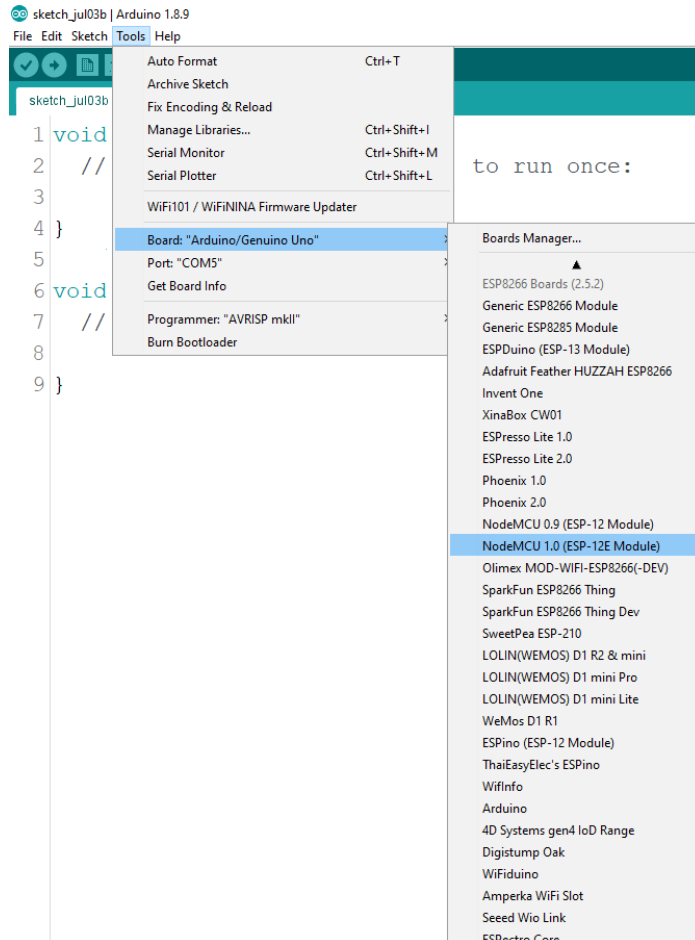 sketch_jul03b | Arduino 1.8.9
File Edit Sketch Tools Help
sketch_jul03b
Auto Format Ctrl+T
Archive Sketch
Fix Encoding & Reload
Manage Libraries... Ctrl+Shift+I
Serial Monitor Ctrl+Shift+M
Serial Plotter Ctrl+Shift+L
WiFi101 / WiFiNINA Firmware Updater
Board: "Arduino/Genuino Uno"
Port: "COM5"
Get Board Info
Programmer: "AVRISP mkII"
Burn Bootloader
1 void
2 // to run once:
3
4 }
5
6 void
7 //
8
9 }
Boards Manager...
ESP8266 Boards (2.5.2)
Generic ESP8266 Module
Generic ESP8285 Module
ESPDuino (ESP-13 Module)
Adafruit Feather HUZZAH ESP8266
Invent One
XinaBox CW01
ESPresso Lite 1.0
ESPresso Lite 2.0
Phoenix 1.0
Phoenix 2.0
NodeMCU 0.9 (ESP-12 Module)
NodeMCU 1.0 (ESP-12E Module)
Olimex MOD-WIFI-ESP8266(-DEV)
SparkFun ESP8266 Thing
SparkFun ESP8266 Thing Dev
SweetPea ESP-210
LOLIN(WEMOS) D1 R2 & mini
LOLIN(WEMOS) D1 mini Pro
LOLIN(WEMOS) D1 mini Lite
WeMos D1 R1
ESPino (ESP-12 Module)
ThaiEasyElec's ESPino
WifInfo
Arduino
4D Systems gen4 IoD Range
Digistump Oak
WiFiduino
Amperka WiFi Slot
Seeed Wio Link
ESPectro Core